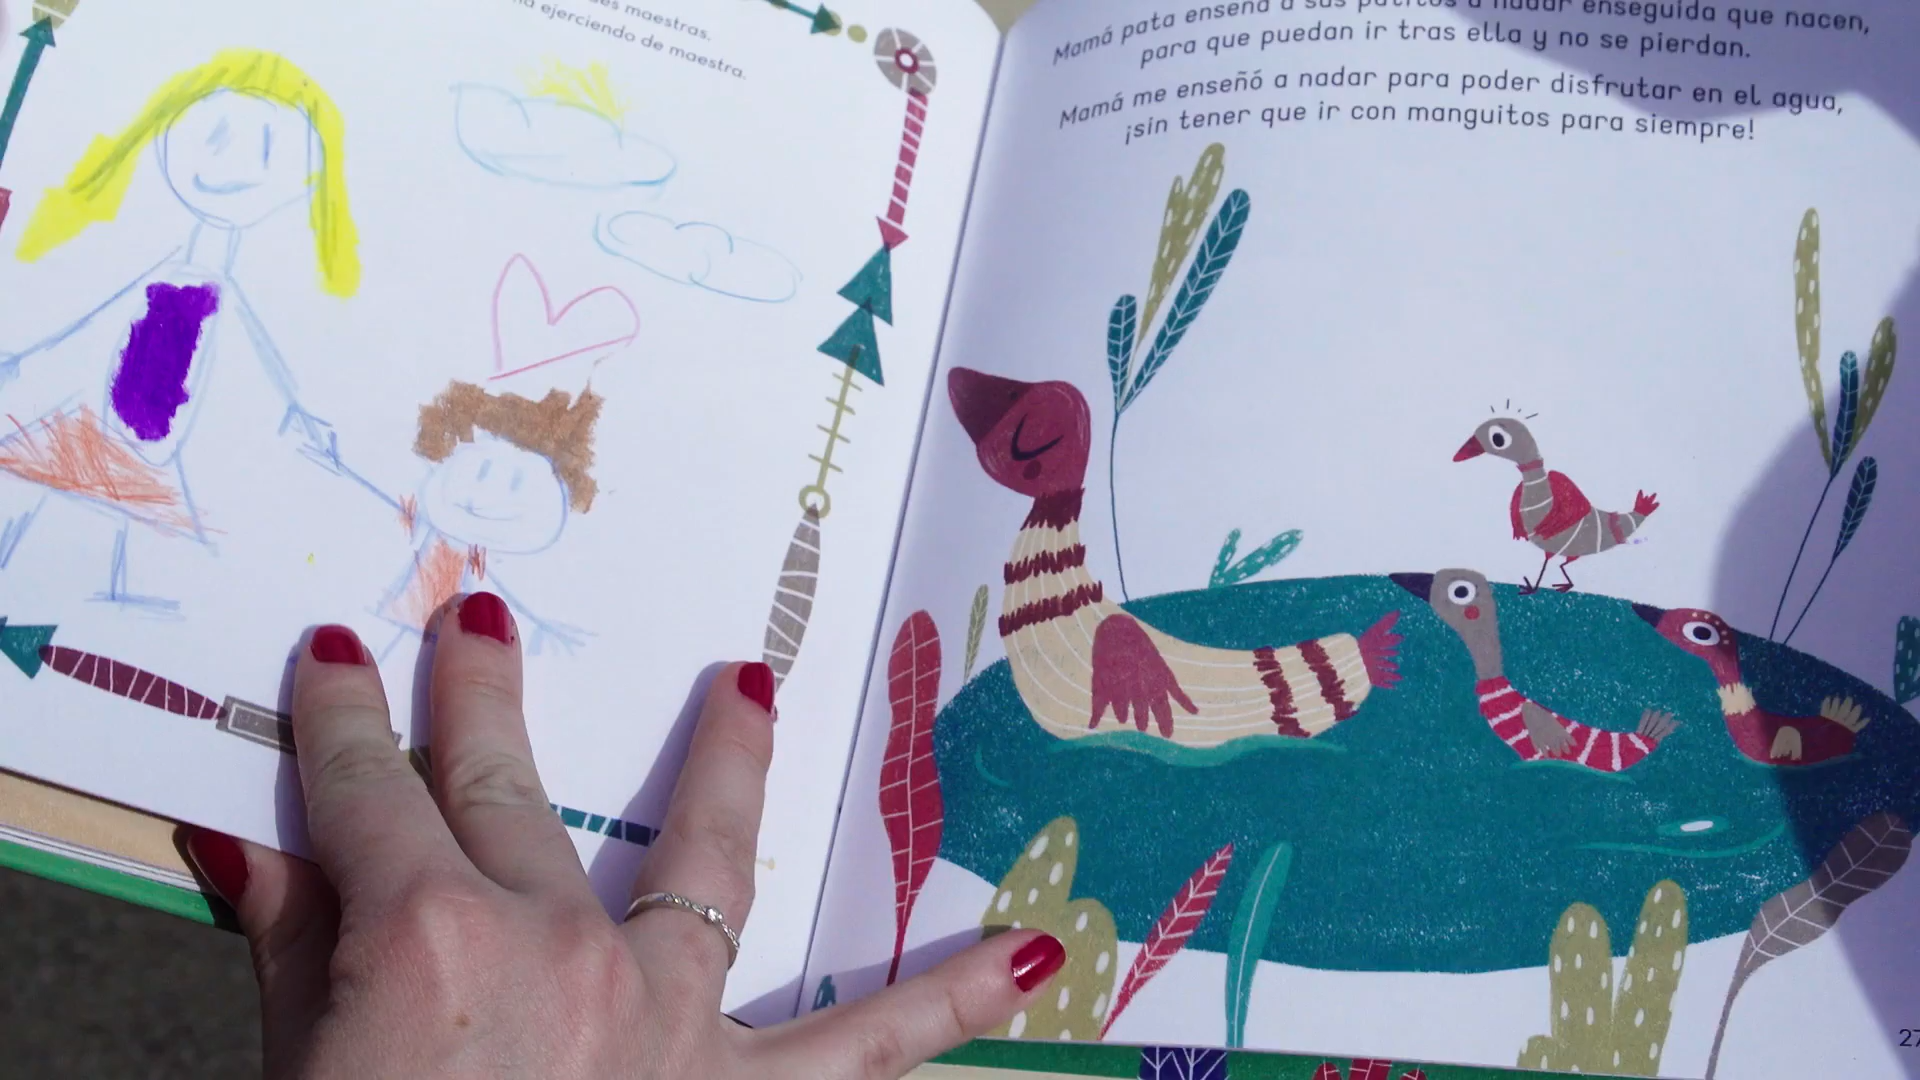 maestras.
ejerciendo de maestra.
Mamá pata enseña a sus patitos a nadar enseguida que nacen,
para que puedan ir tras ella y no se pierdan.
Mamá me enseñó a nadar para poder disfrutar en el agua,
¡sin tener que ir con manguitos para siempre!
27